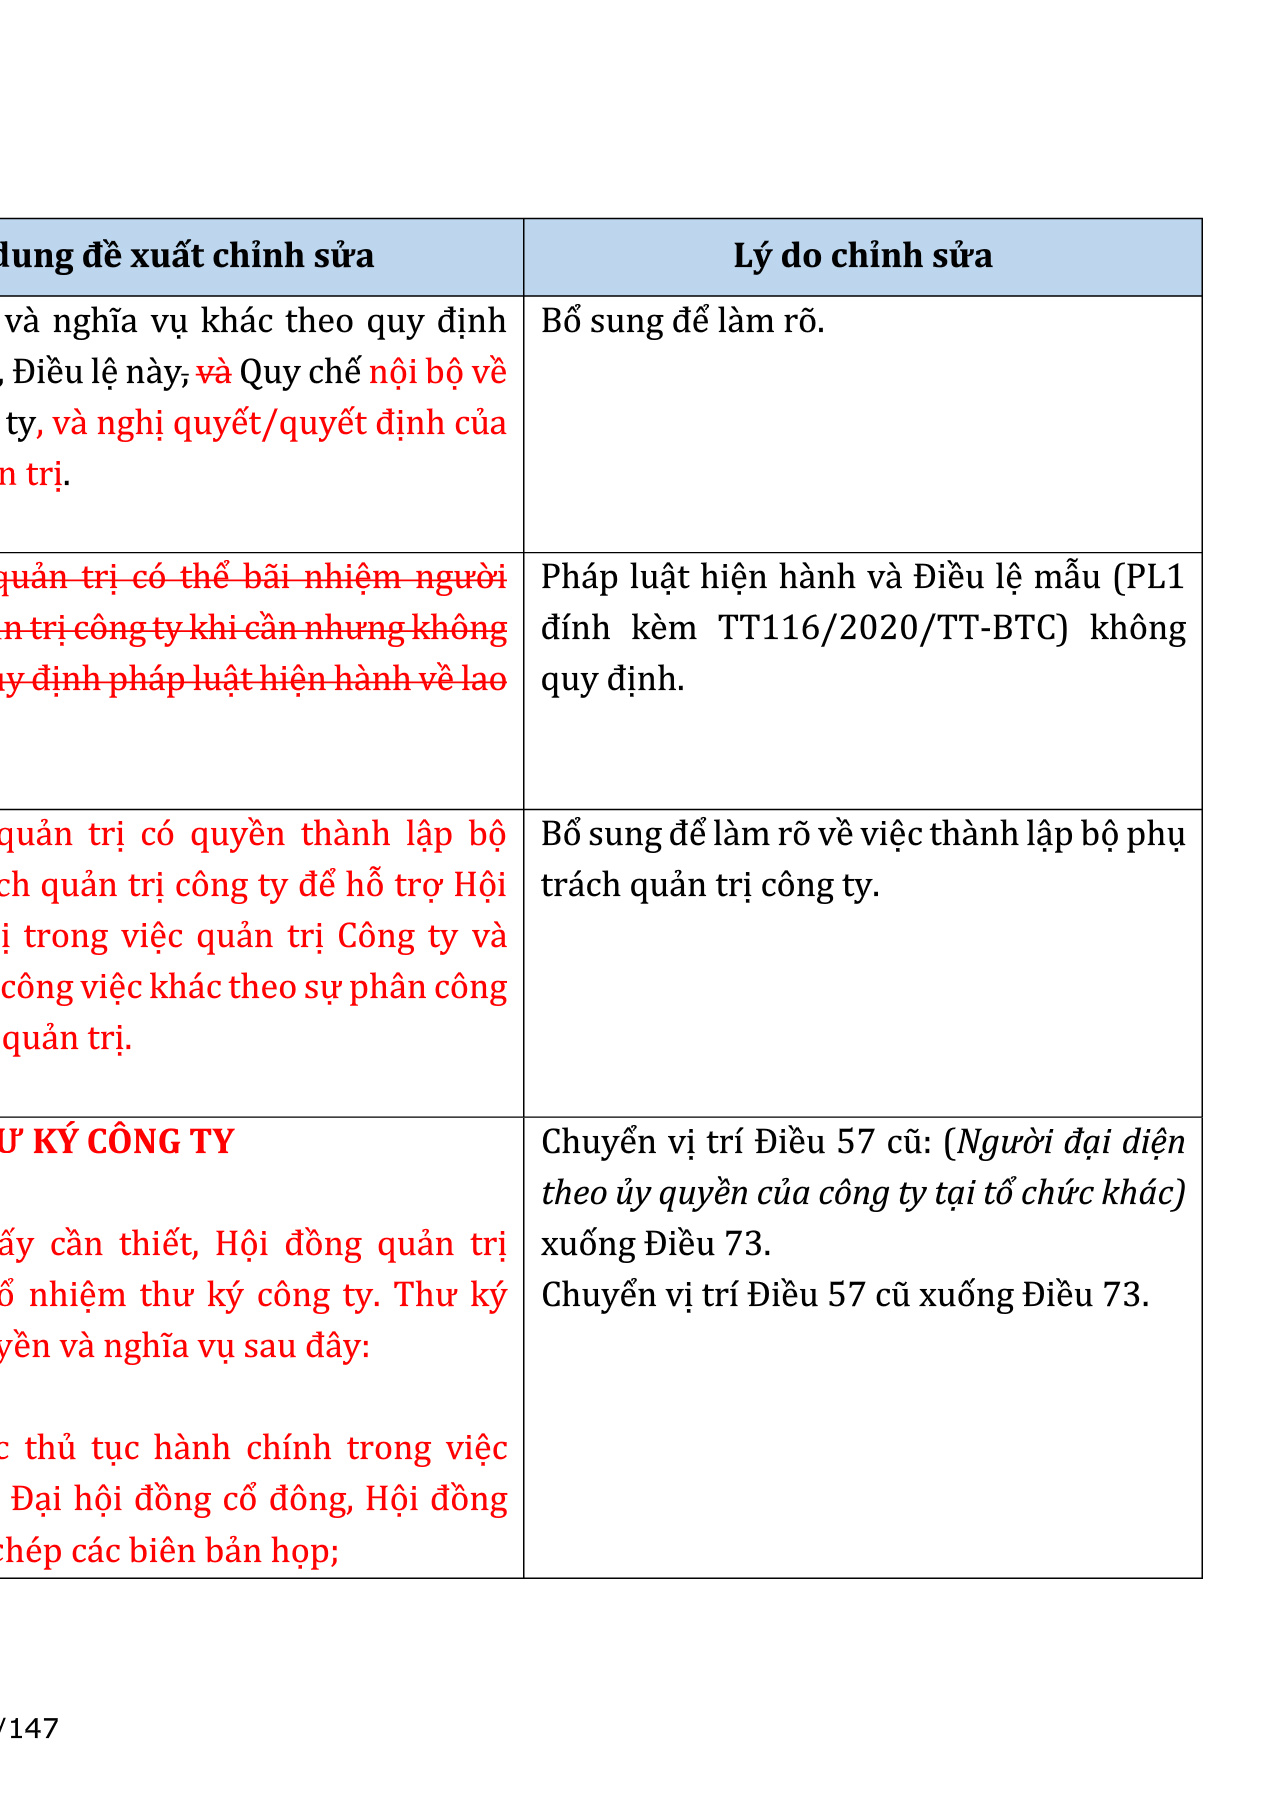 dung đề xuất chỉnh sửa
Lý do chỉnh sửa
và nghĩa vụ khác theo quy định
, Điều lệ này, và Quy chế nội bộ về
ty, và nghị quyết/quyết định của
n trị.
Bổ sung để làm rõ.
quản trị có thể bãi nhiệm người
n trị công ty khi cần nhưng không
uy định pháp luật hiện hành về lao
Pháp luật hiện hành và Điều lệ mẫu (PL1
đính kèm TT116/2020/TT-BTC) không
quy định.
quản trị có quyền thành lập bộ
ch quản trị công ty để hỗ trợ Hội
ị trong việc quản trị Công ty và
công việc khác theo sự phân công
quản trị.
Bổ sung để làm rõ về việc thành lập bộ phụ
trách quản trị công ty.
Ư KÝ CÔNG TY
ấy cần thiết, Hội đồng quản trị
ổ nhiệm thư ký công ty. Thư ký
yền và nghĩa vụ sau đây:
c thủ tục hành chính trong việc
Đại hội đồng cổ đông, Hội đồng
chép các biên bản họp;
Chuyển vị trí Điều 57 cũ: (Người đại diện
theo ủy quyền của công ty tại tổ chức khác)
xuống Điều 73.
Chuyển vị trí Điều 57 cũ xuống Điều 73.
/147